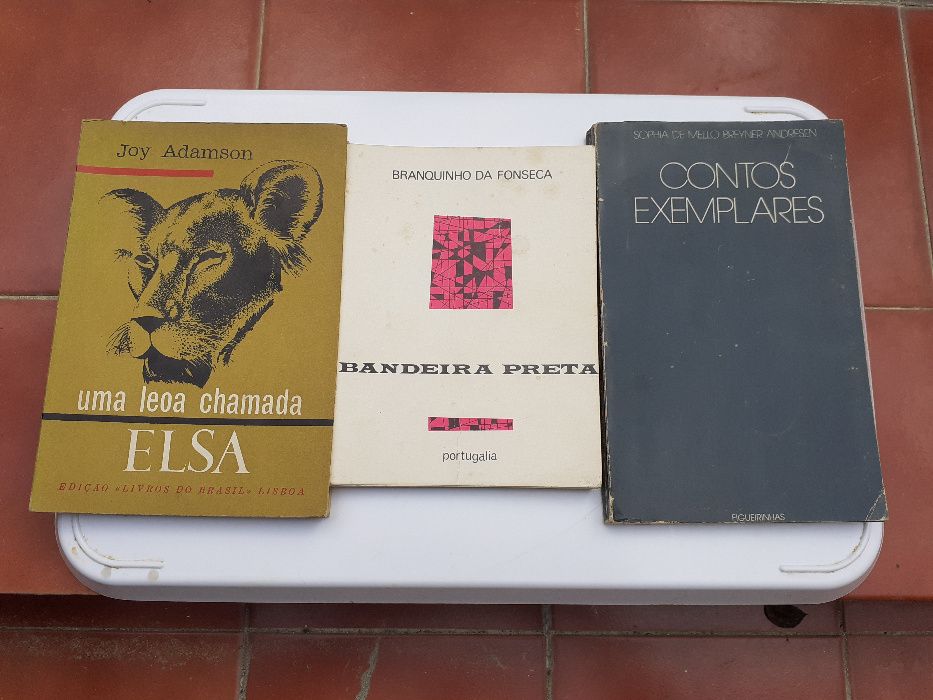 Joy Adamson
uma leoa chamada
ELSA
EDIÇÃO «LIVROS DO BRASIL» LISBOA
BRANQUINHO DA FONSECA
BANDEIRA PRETA
portugalia
SOPHIA DE MELLO BREYNER ANDRESEN
CONTOS
EXEMPLARES
FIGUEIRINHAS